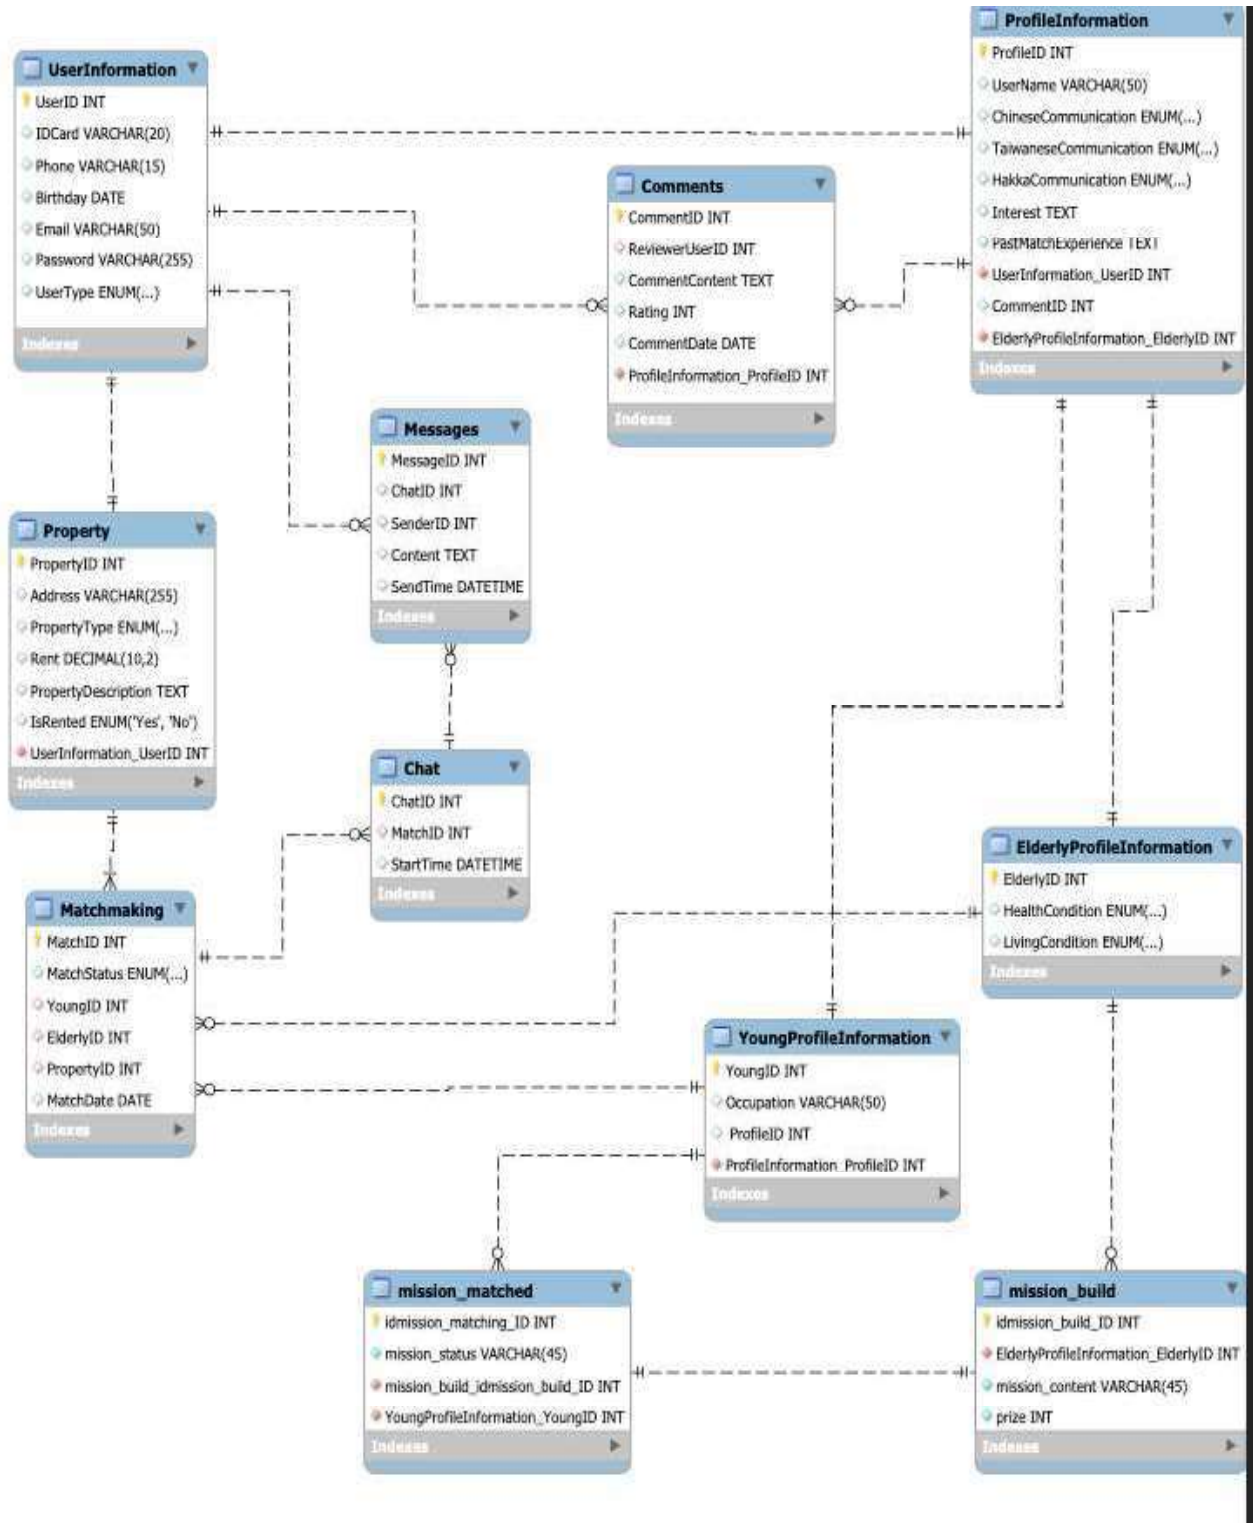 ProfileInformation
ProfileID INT
UserName VARCHAR(50)
ChineseCommunication ENUM(...)
TaiwaneseCommunication ENUM(...)
HakkaCommunication ENUM(...)
Interest TEXT
PastMatchExperience TEXT
UserInformation_UserID INT
CommentID INT
ElderlyProfileInformation_ElderlyID INT
Indexes
UserInformation
UserID INT
IDCard VARCHAR(20)
Phone VARCHAR(15)
Birthday DATE
Email VARCHAR(50)
Password VARCHAR(255)
UserType ENUM(...)
Indexes
Comments
CommentID INT
ReviewerUserID INT
CommentContent TEXT
Rating INT
CommentDate DATE
ProfileInformation_ProfileID INT
Indexes
Messages
MessageID INT
ChatID INT
SenderID INT
Content TEXT
SendTime DATETIME
Indexes
Property
PropertyID INT
Address VARCHAR(255)
PropertyType ENUM(...)
Rent DECIMAL(10,2)
PropertyDescription TEXT
IsRented ENUM('Yes', 'No')
UserInformation_UserID INT
Indexes
Chat
ChatID INT
MatchID INT
StartTime DATETIME
Indexes
ElderlyProfileInformation
ElderlyID INT
HealthCondition ENUM(...)
LivingCondition ENUM(...)
Indexes
Matchmaking
MatchID INT
MatchStatus ENUM(...)
YoungID INT
ElderlyID INT
PropertyID INT
MatchDate DATE
Indexes
YoungProfileInformation
YoungID INT
Occupation VARCHAR(50)
ProfileID INT
ProfileInformation_ProfileID INT
Indexes
mission_matched
idmission_matching_ID INT
mission_status VARCHAR(45)
mission_build_idmission_build_ID INT
YoungProfileInformation_YoungID INT
Indexes
mission_build
idmission_build_ID INT
ElderlyProfileInformation_ElderlyID INT
mission_content VARCHAR(45)
prize INT
Indexes